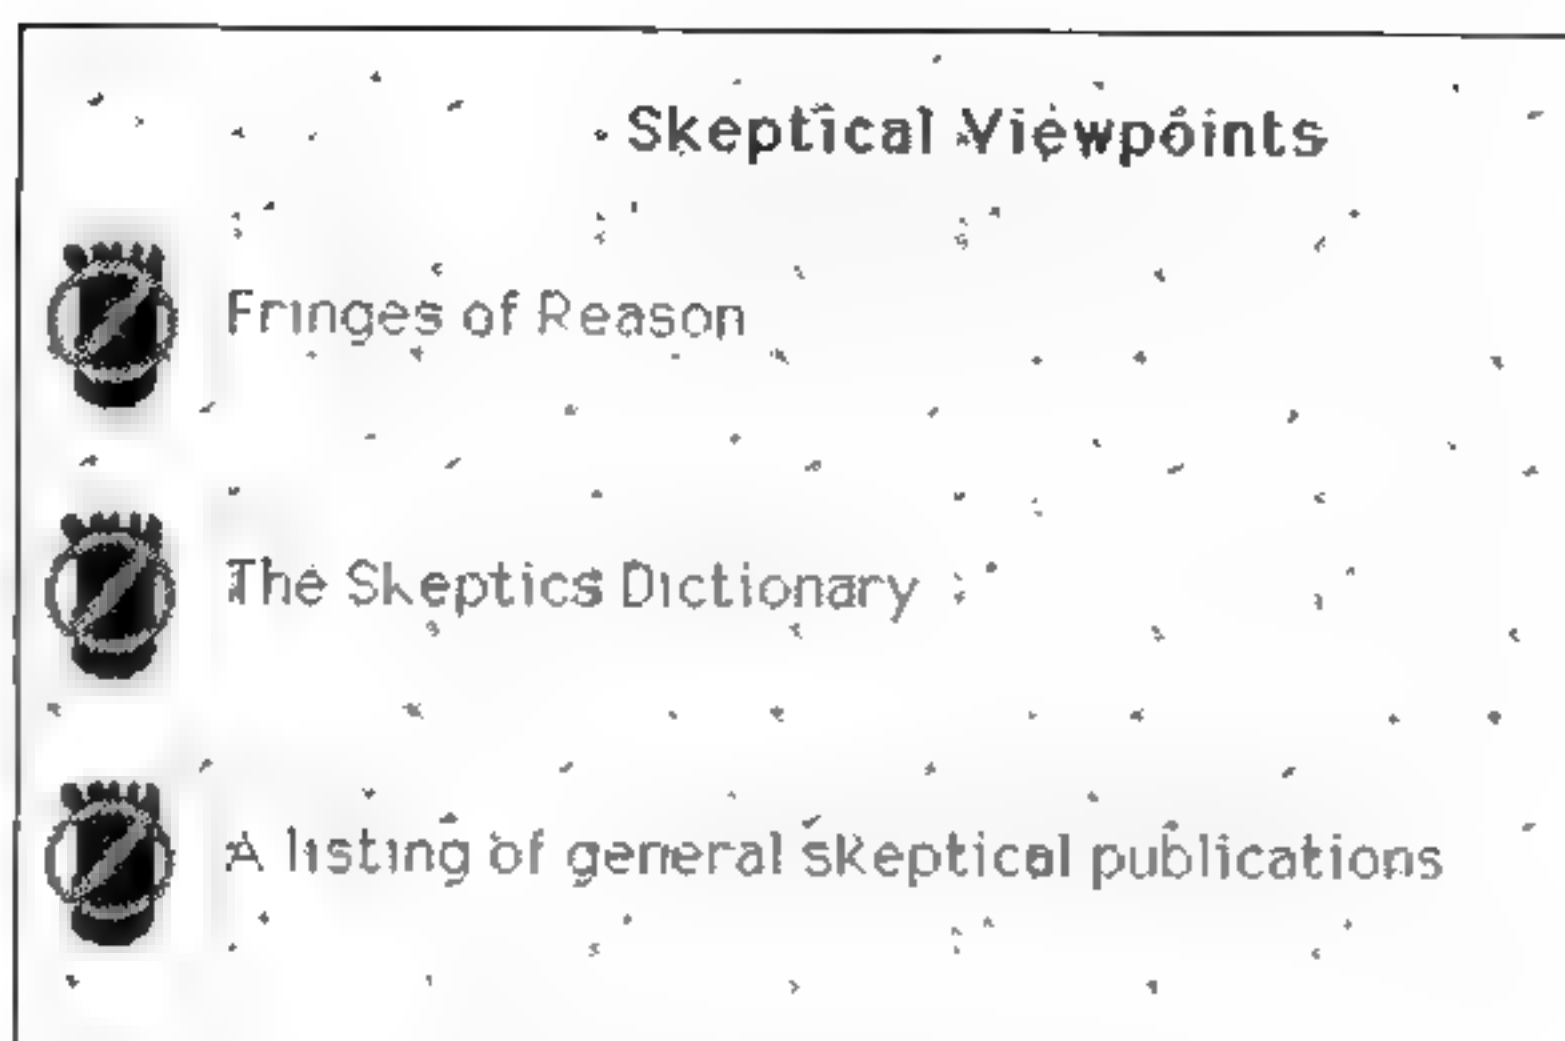 Skeptical Viewpoints
Fringes of Reason
The Skeptics Dictionary
A listing of general skeptical publications